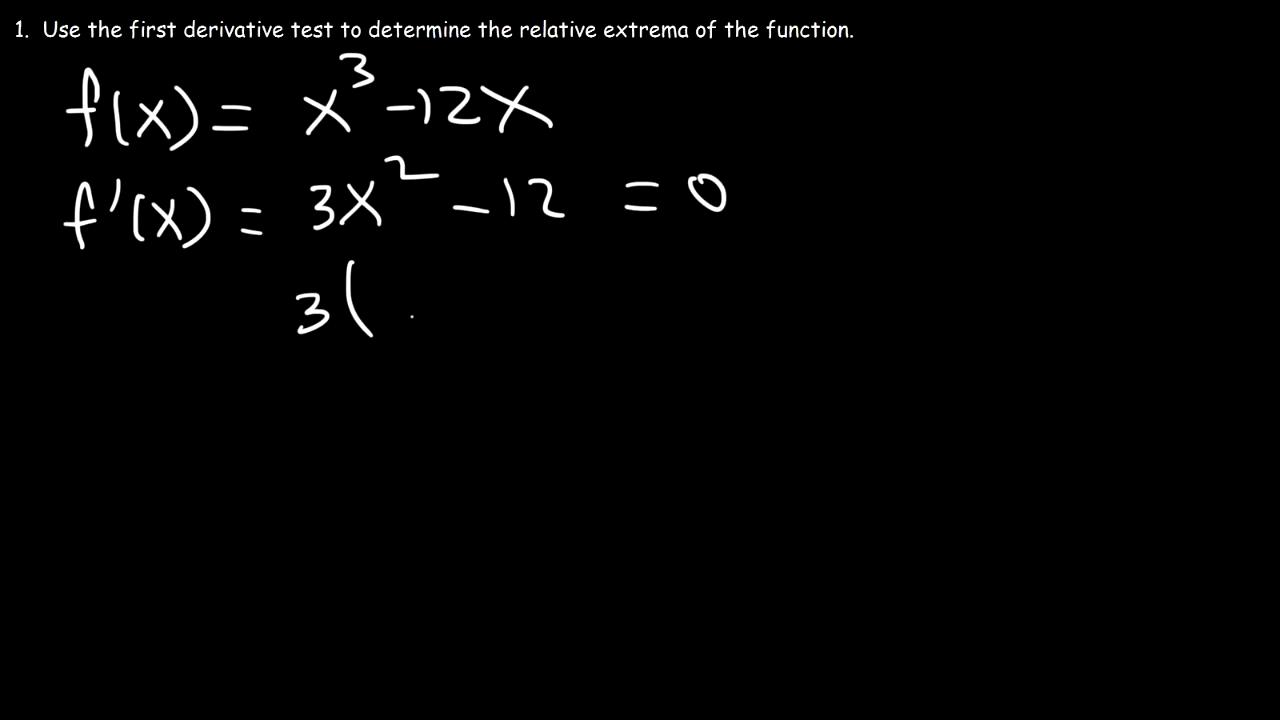 1. Use the first derivative test to determine the relative extrema of the function.
f(x) = x³ -12x
f'(x) = 3x² - 12 = 0
3(